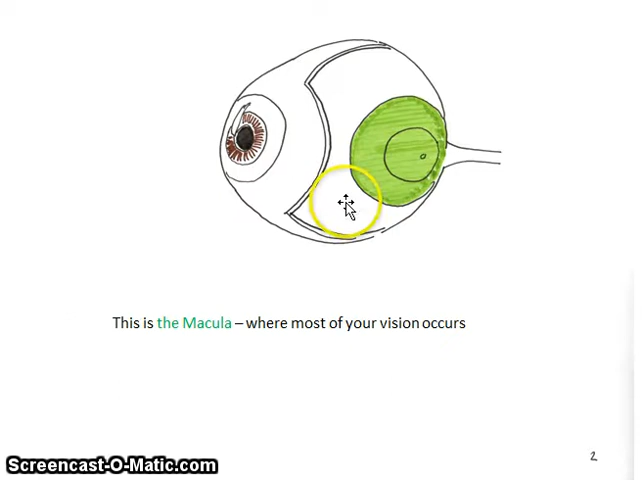 This is the Macula – where most of your vision occurs
2
Screencast-O-Matic.com